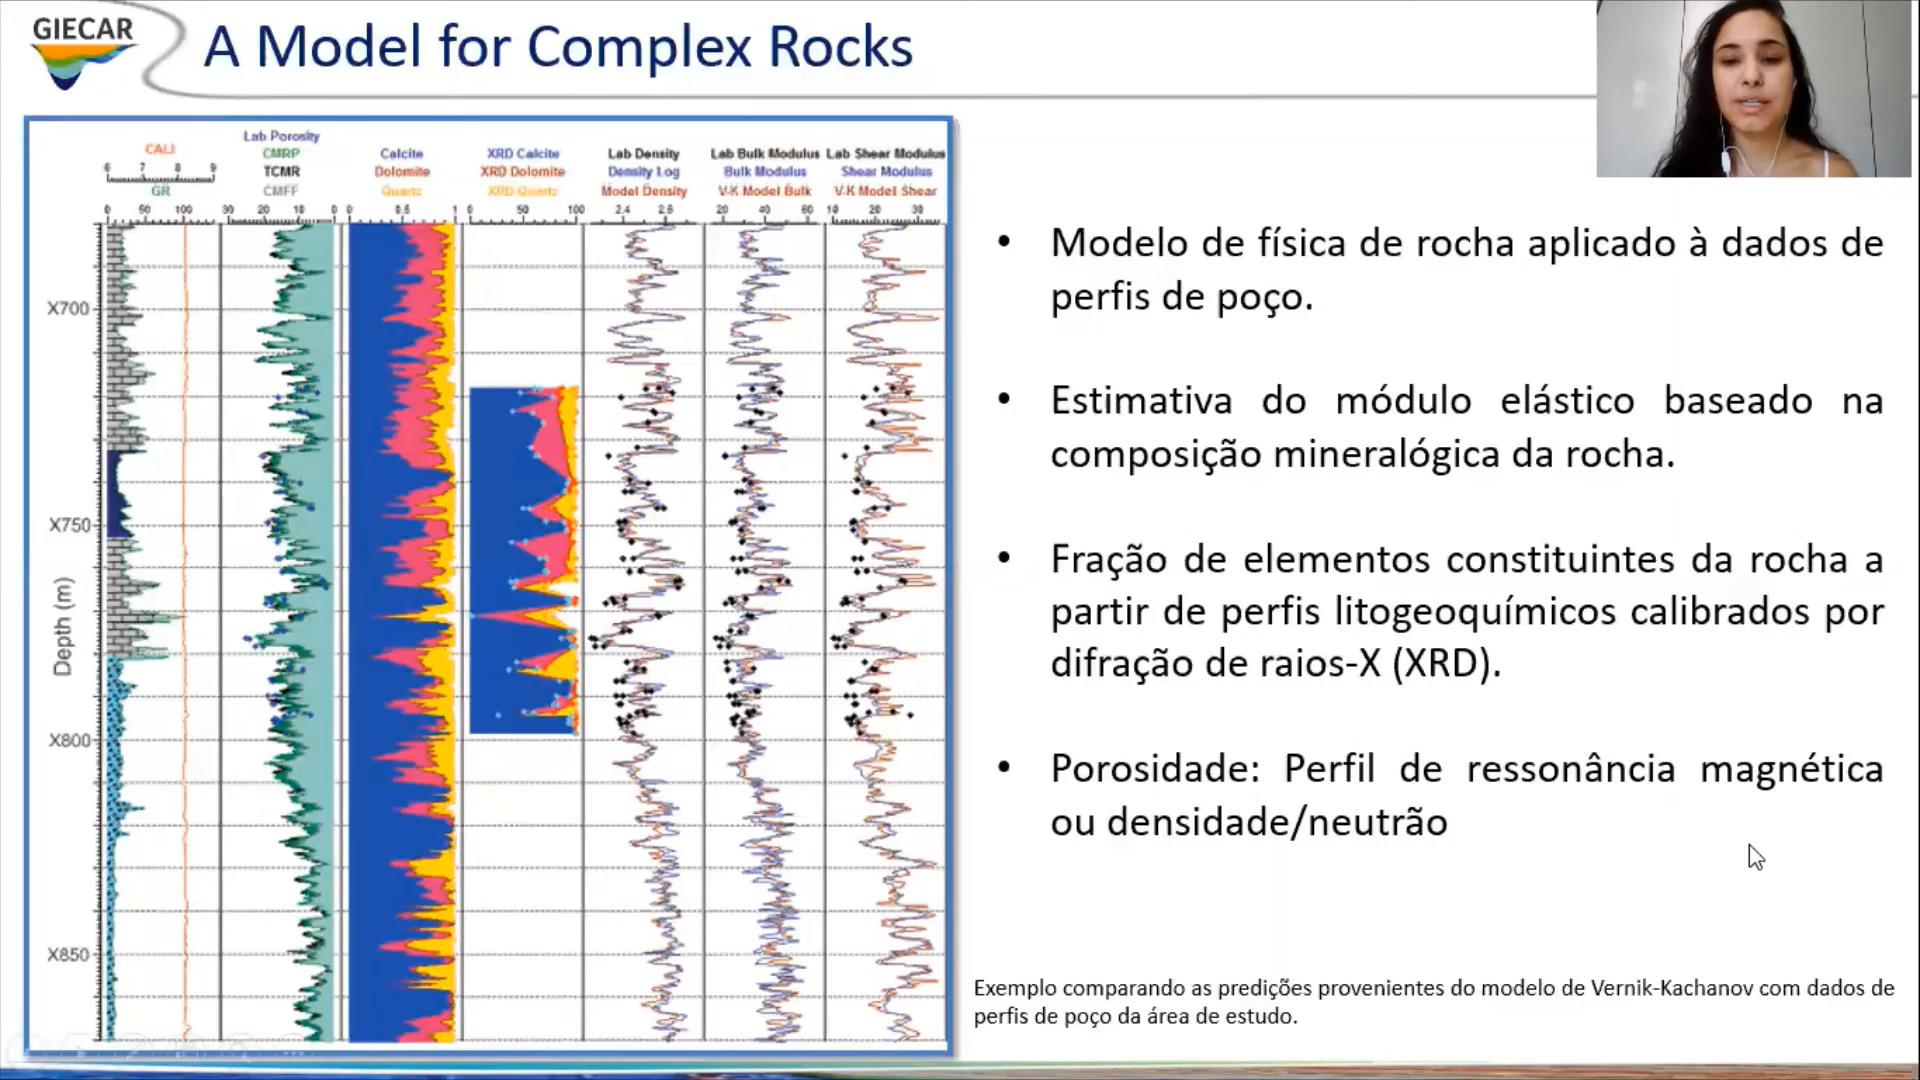 GIECAR
A Model for Complex Rocks
CALI
6 7 8 9
GR
0 50 100
Lab Porosity
CMRP
TCMR
CMFF
30 20 10 0
Calcite
Dolomite
Quartz
0 0.5 1
XRD Calcite
XRD Dolomite
XRD Quartz
0 50 100
Lab Density
Density Log
Model Density
2.4 2.6
Lab Bulk Modulus
Bulk Modulus
V-K Model Bulk
20 40 60
Lab Shear Modulus
Shear Modulus
V-K Model Shear
10 20 30
Depth (m)
X700
X750
X800
X850
• Modelo de física de rocha aplicado à dados de
perfis de poço.
• Estimativa do módulo elástico baseado na
composição mineralógica da rocha.
• Fração de elementos constituintes da rocha a
partir de perfis litogeoquímicos calibrados por
difração de raios-X (XRD).
• Porosidade: Perfil de ressonância magnética
ou densidade/neutrão
Exemplo comparando as predições provenientes do modelo de Vernik-Kachanov com dados de
perfis de poço da área de estudo.